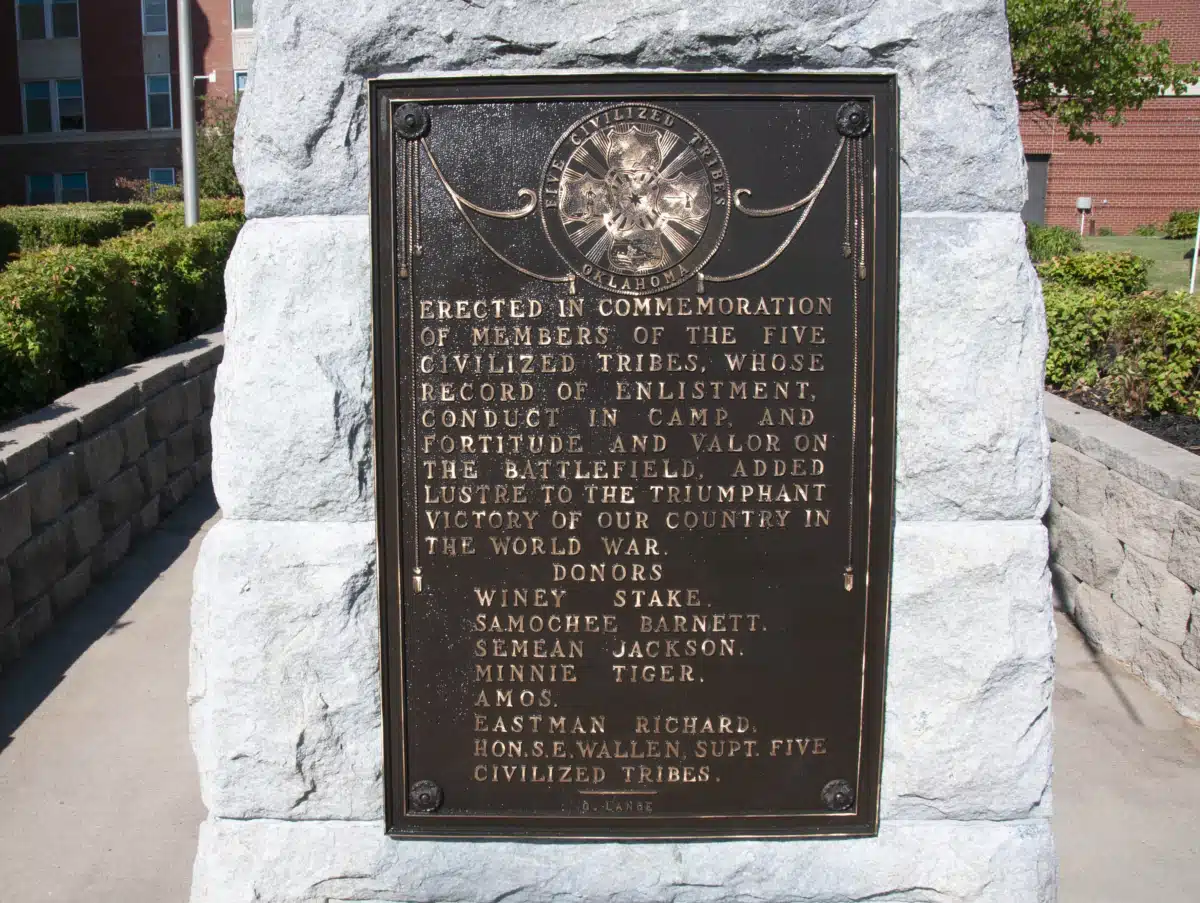 FIVE CIVILIZED TRIBES
OKLAHOMA
ERECTED IN COMMEMORATION
OF MEMBERS OF THE FIVE
CIVILIZED TRIBES, WHOSE
RECORD OF ENLISTMENT,
CONDUCT IN CAMP, AND
FORTITUDE AND VALOR ON
THE BATTLEFIELD, ADDED
LUSTRE TO THE TRIUMPHANT
VICTORY OF OUR COUNTRY IN
THE WORLD WAR.
DONORS
WINEY STAKE.
SAMOCHEE BARNETT.
SEMEAN JACKSON.
MINNIE TIGER.
AMOS.
EASTMAN RICHARD.
HON. S. E. WALLEN, SUPT. FIVE
CIVILIZED TRIBES.